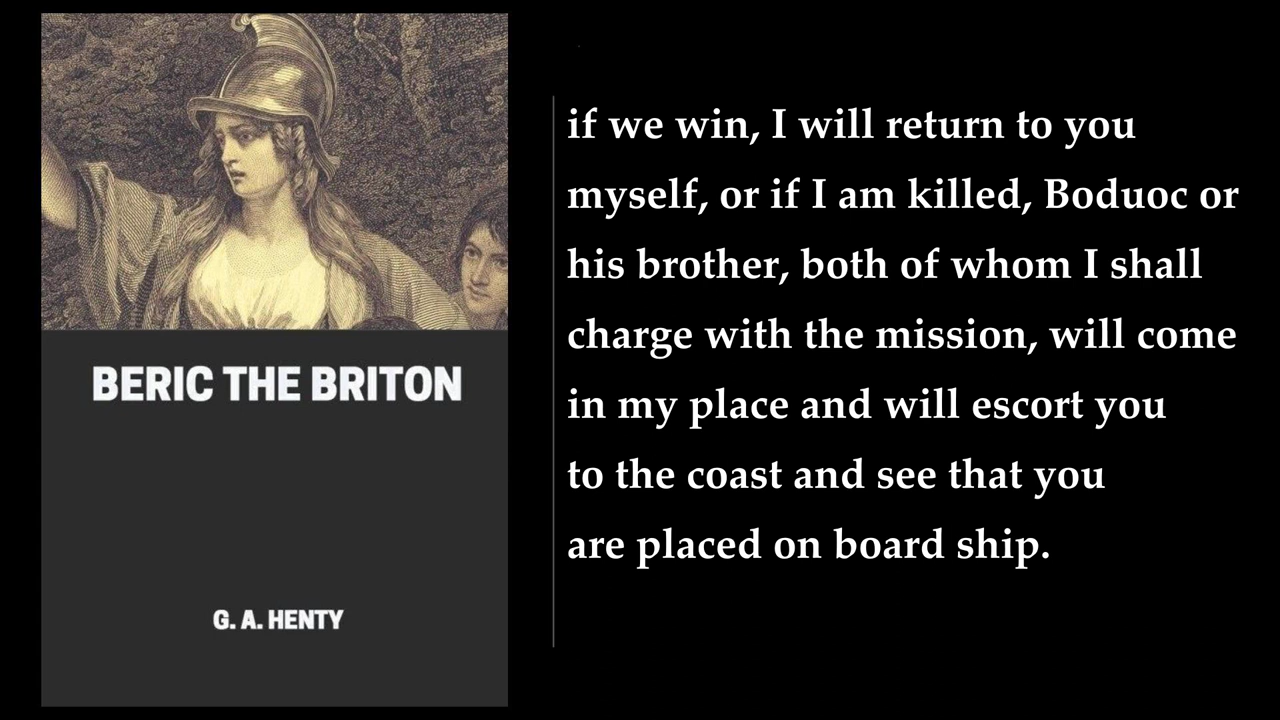 BERIC THE BRITON
G. A. HENTY
if we win, I will return to you
myself, or if I am killed, Boduoc or
his brother, both of whom I shall
charge with the mission, will come
in my place and will escort you
to the coast and see that you
are placed on board ship.